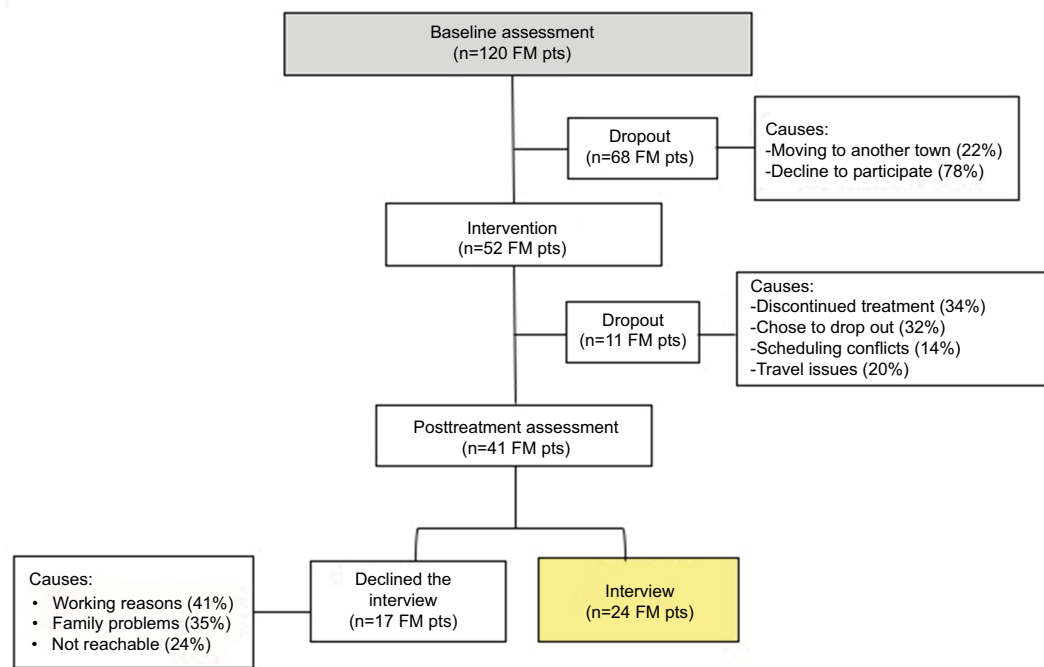 Baseline assessment
(n=120 FM pts)
Dropout
(n=68 FM pts)
Causes:
-Moving to another town (22%)
-Decline to participate (78%)
Intervention
(n=52 FM pts)
Dropout
(n=11 FM pts)
Causes:
-Discontinued treatment (34%)
-Chose to drop out (32%)
-Scheduling conflicts (14%)
-Travel issues (20%)
Posttreatment assessment
(n=41 FM pts)
Causes:
• Working reasons (41%)
• Family problems (35%)
• Not reachable (24%)
Declined the
interview
(n=17 FM pts)
Interview
(n=24 FM pts)